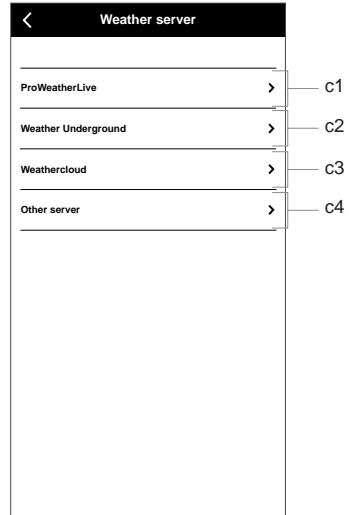 Weather server
ProWeatherLive
c1
Weather Underground
c2
Weathercloud
c3
Other server
c4